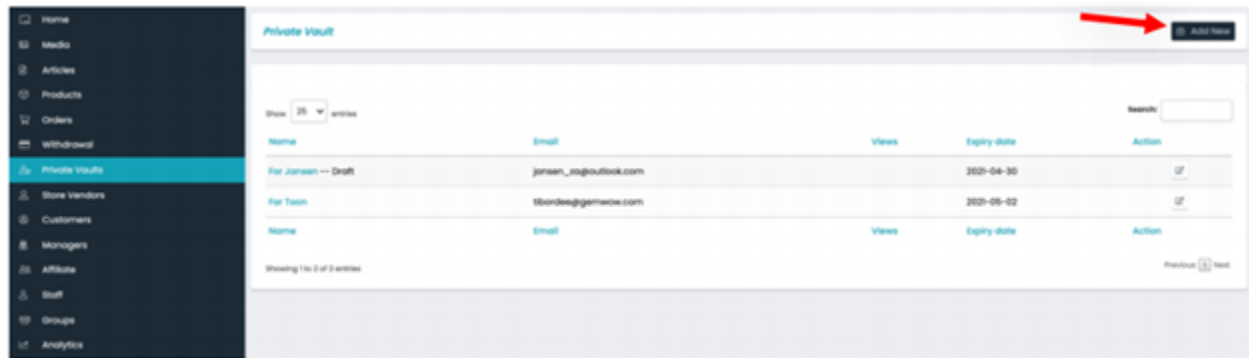 Home
Media
Articles
Products
Orders
Withdrawal
Private Vaults
Store Vendors
Customers
Managers
Affiliate
Staff
Groups
Analytics
Private Vault
Add New
Show 25 entries
Search:
Name Email Views Expiry date Action
For Jansen -- Draft jansen_za@outlook.com 2021-04-30
For Toon tibordee@gemwow.com 2021-05-02
Name Email Views Expiry date Action
Showing 1 to 2 of 2 entries
Previous 1 Next